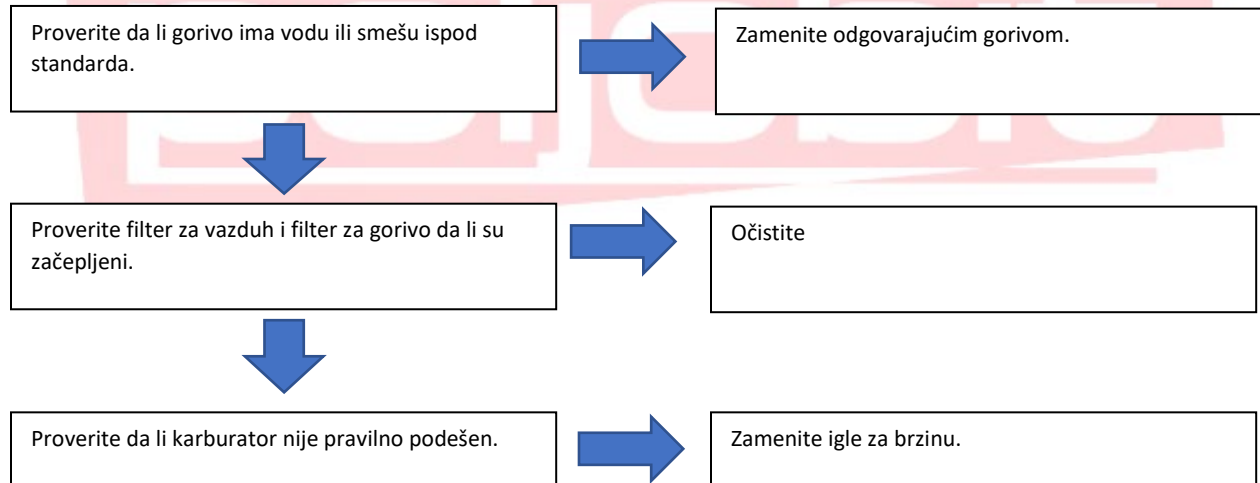 Proverite da li gorivo ima vodu ili smešu ispod
standarda.
Zamenite odgovarajućim gorivom.
Proverite filter za vazduh i filter za gorivo da li su
začepljeni.
Očistite
Proverite da li karburator nije pravilno podešen.
Zamenite igle za brzinu.